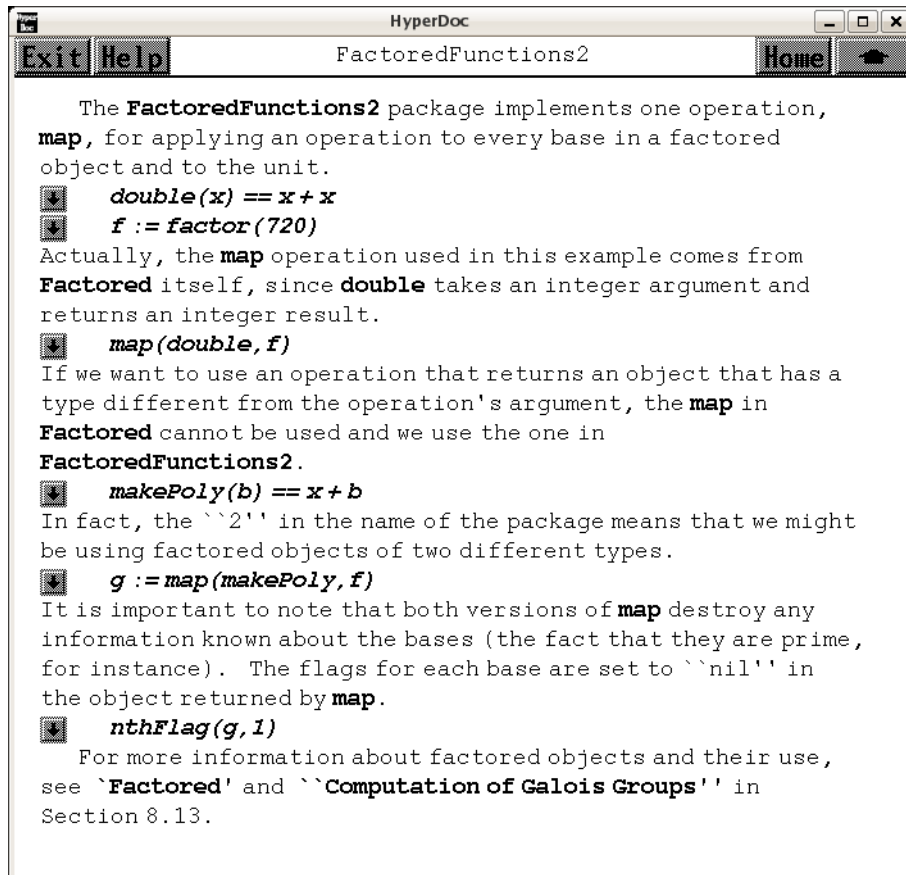 Hyper Doc
HyperDoc
Exit Help FactoredFunctions2 Home
The FactoredFunctions2 package implements one operation,
map, for applying an operation to every base in a factored
object and to the unit.
double(x) == x + x
f := factor(720)
Actually, the map operation used in this example comes from
Factored itself, since double takes an integer argument and
returns an integer result.
map(double,f)
If we want to use an operation that returns an object that has a
type different from the operation's argument, the map in
Factored cannot be used and we use the one in
FactoredFunctions2.
makePoly(b) == x + b
In fact, the ``2'' in the name of the package means that we might
be using factored objects of two different types.
g := map(makePoly,f)
It is important to note that both versions of map destroy any
information known about the bases (the fact that they are prime,
for instance). The flags for each base are set to ``nil'' in
the object returned by map.
nthFlag(g,1)
For more information about factored objects and their use,
see `Factored' and ``Computation of Galois Groups'' in
Section 8.13.